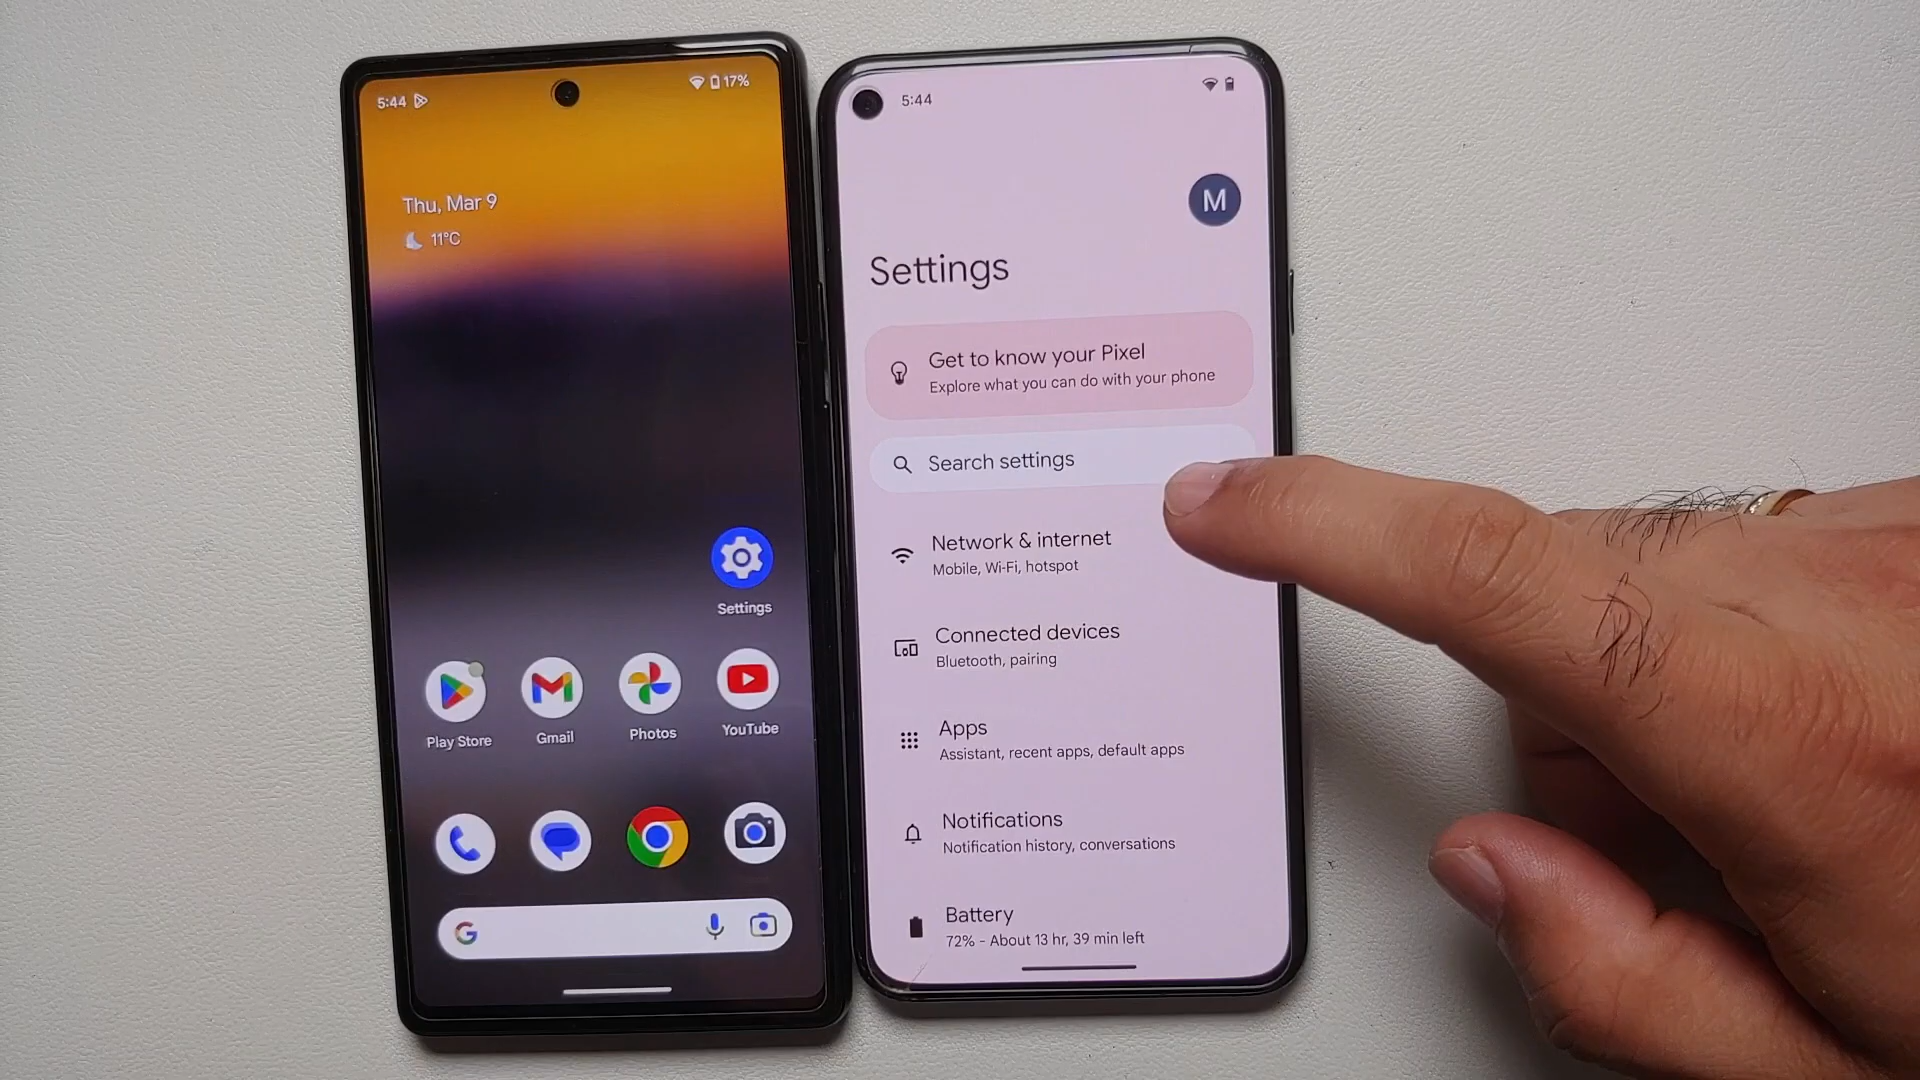 5:44
17%
Thu, Mar 9
11°C
Settings
Play Store
Gmail
Photos
YouTube
G
5:44
M
Settings
Get to know your Pixel
Explore what you can do with your phone
Search settings
Network & internet
Mobile, Wi-Fi, hotspot
Connected devices
Bluetooth, pairing
Apps
Assistant, recent apps, default apps
Notifications
Notification history, conversations
Battery
72% - About 13 hr, 39 min left